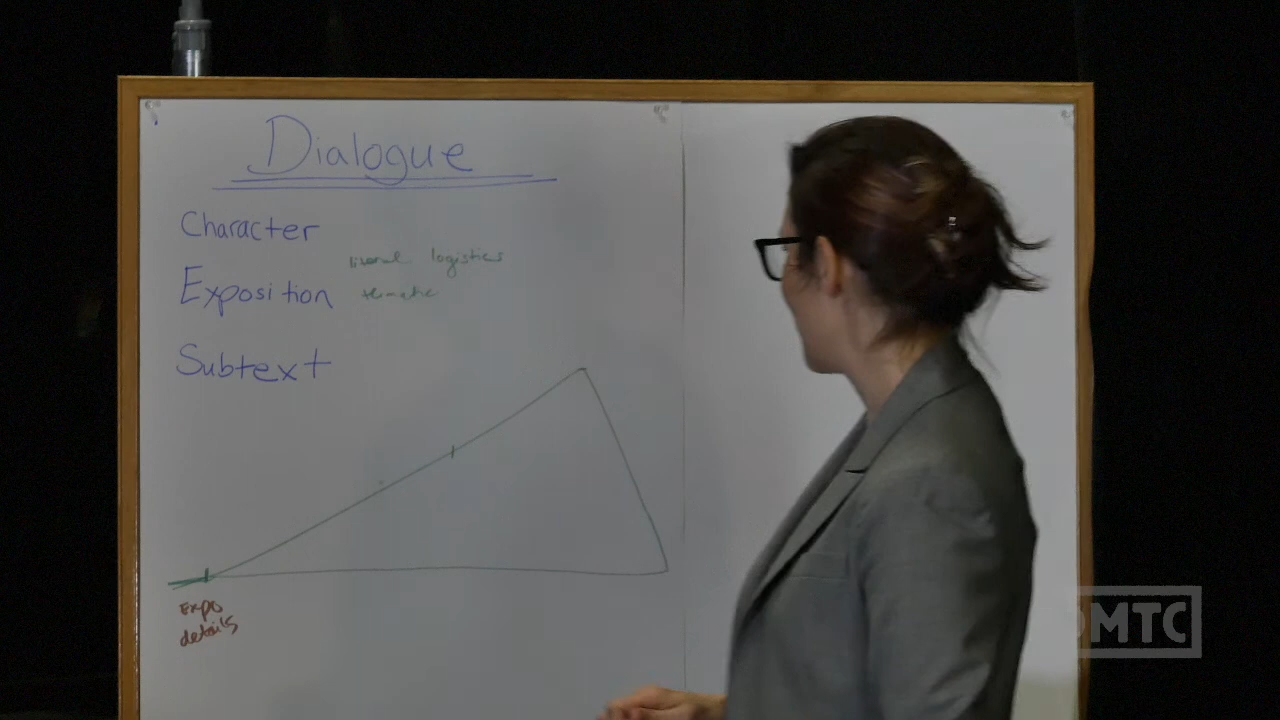 Dialogue
Character
literal logistics
Exposition
thematic
Subtext
Expo
details
MTC